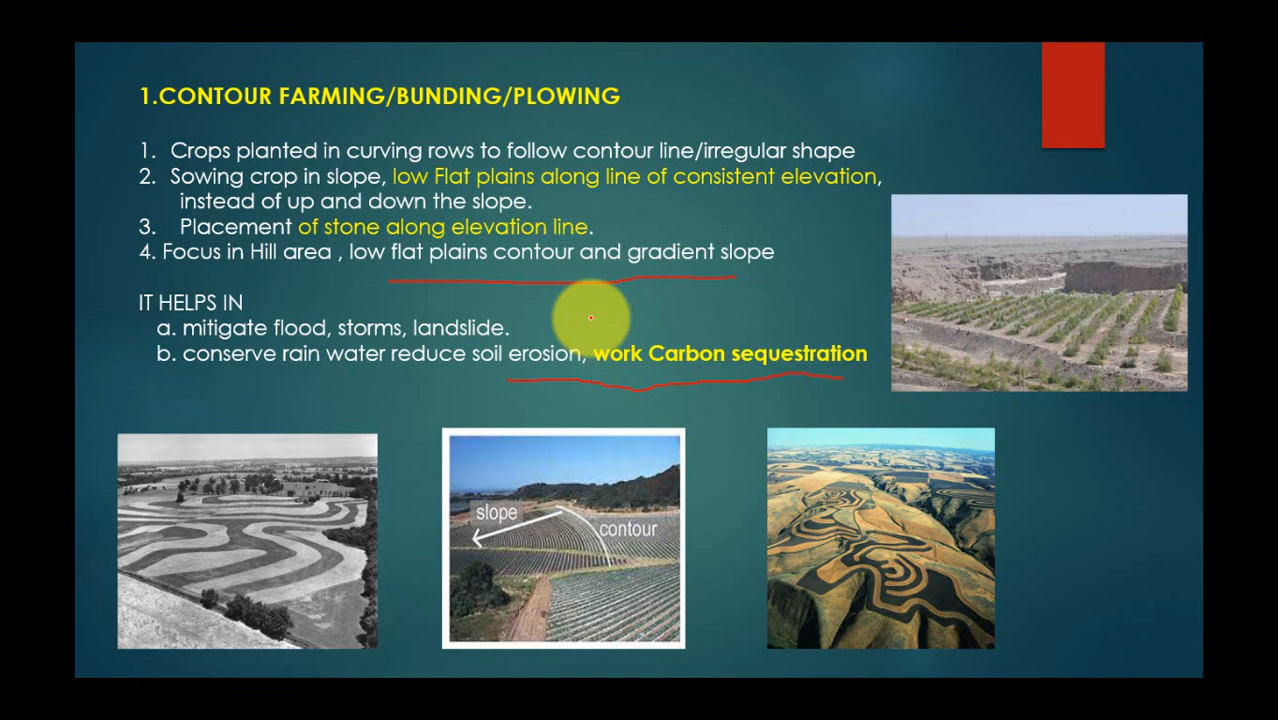 1.CONTOUR FARMING/BUNDING/PLOWING
1. Crops planted in curving rows to follow contour line/irregular shape
2. Sowing crop in slope, low Flat plains along line of consistent elevation,
instead of up and down the slope.
3. Placement of stone along elevation line.
4. Focus in Hill area , low flat plains contour and gradient slope
IT HELPS IN
a. mitigate flood, storms, landslide.
b. conserve rain water reduce soil erosion, work Carbon sequestration
slope
contour